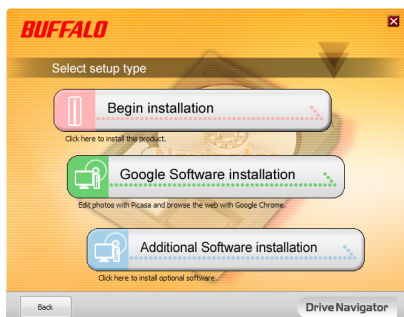 BUFFALO
Select setup type
Begin installation
Click here to install this product.
Google Software installation
Edit photos with Picasa and browse the web with Google Chrome.
Additional Software installation
Click here to install optional software.
Back
DriveNavigator